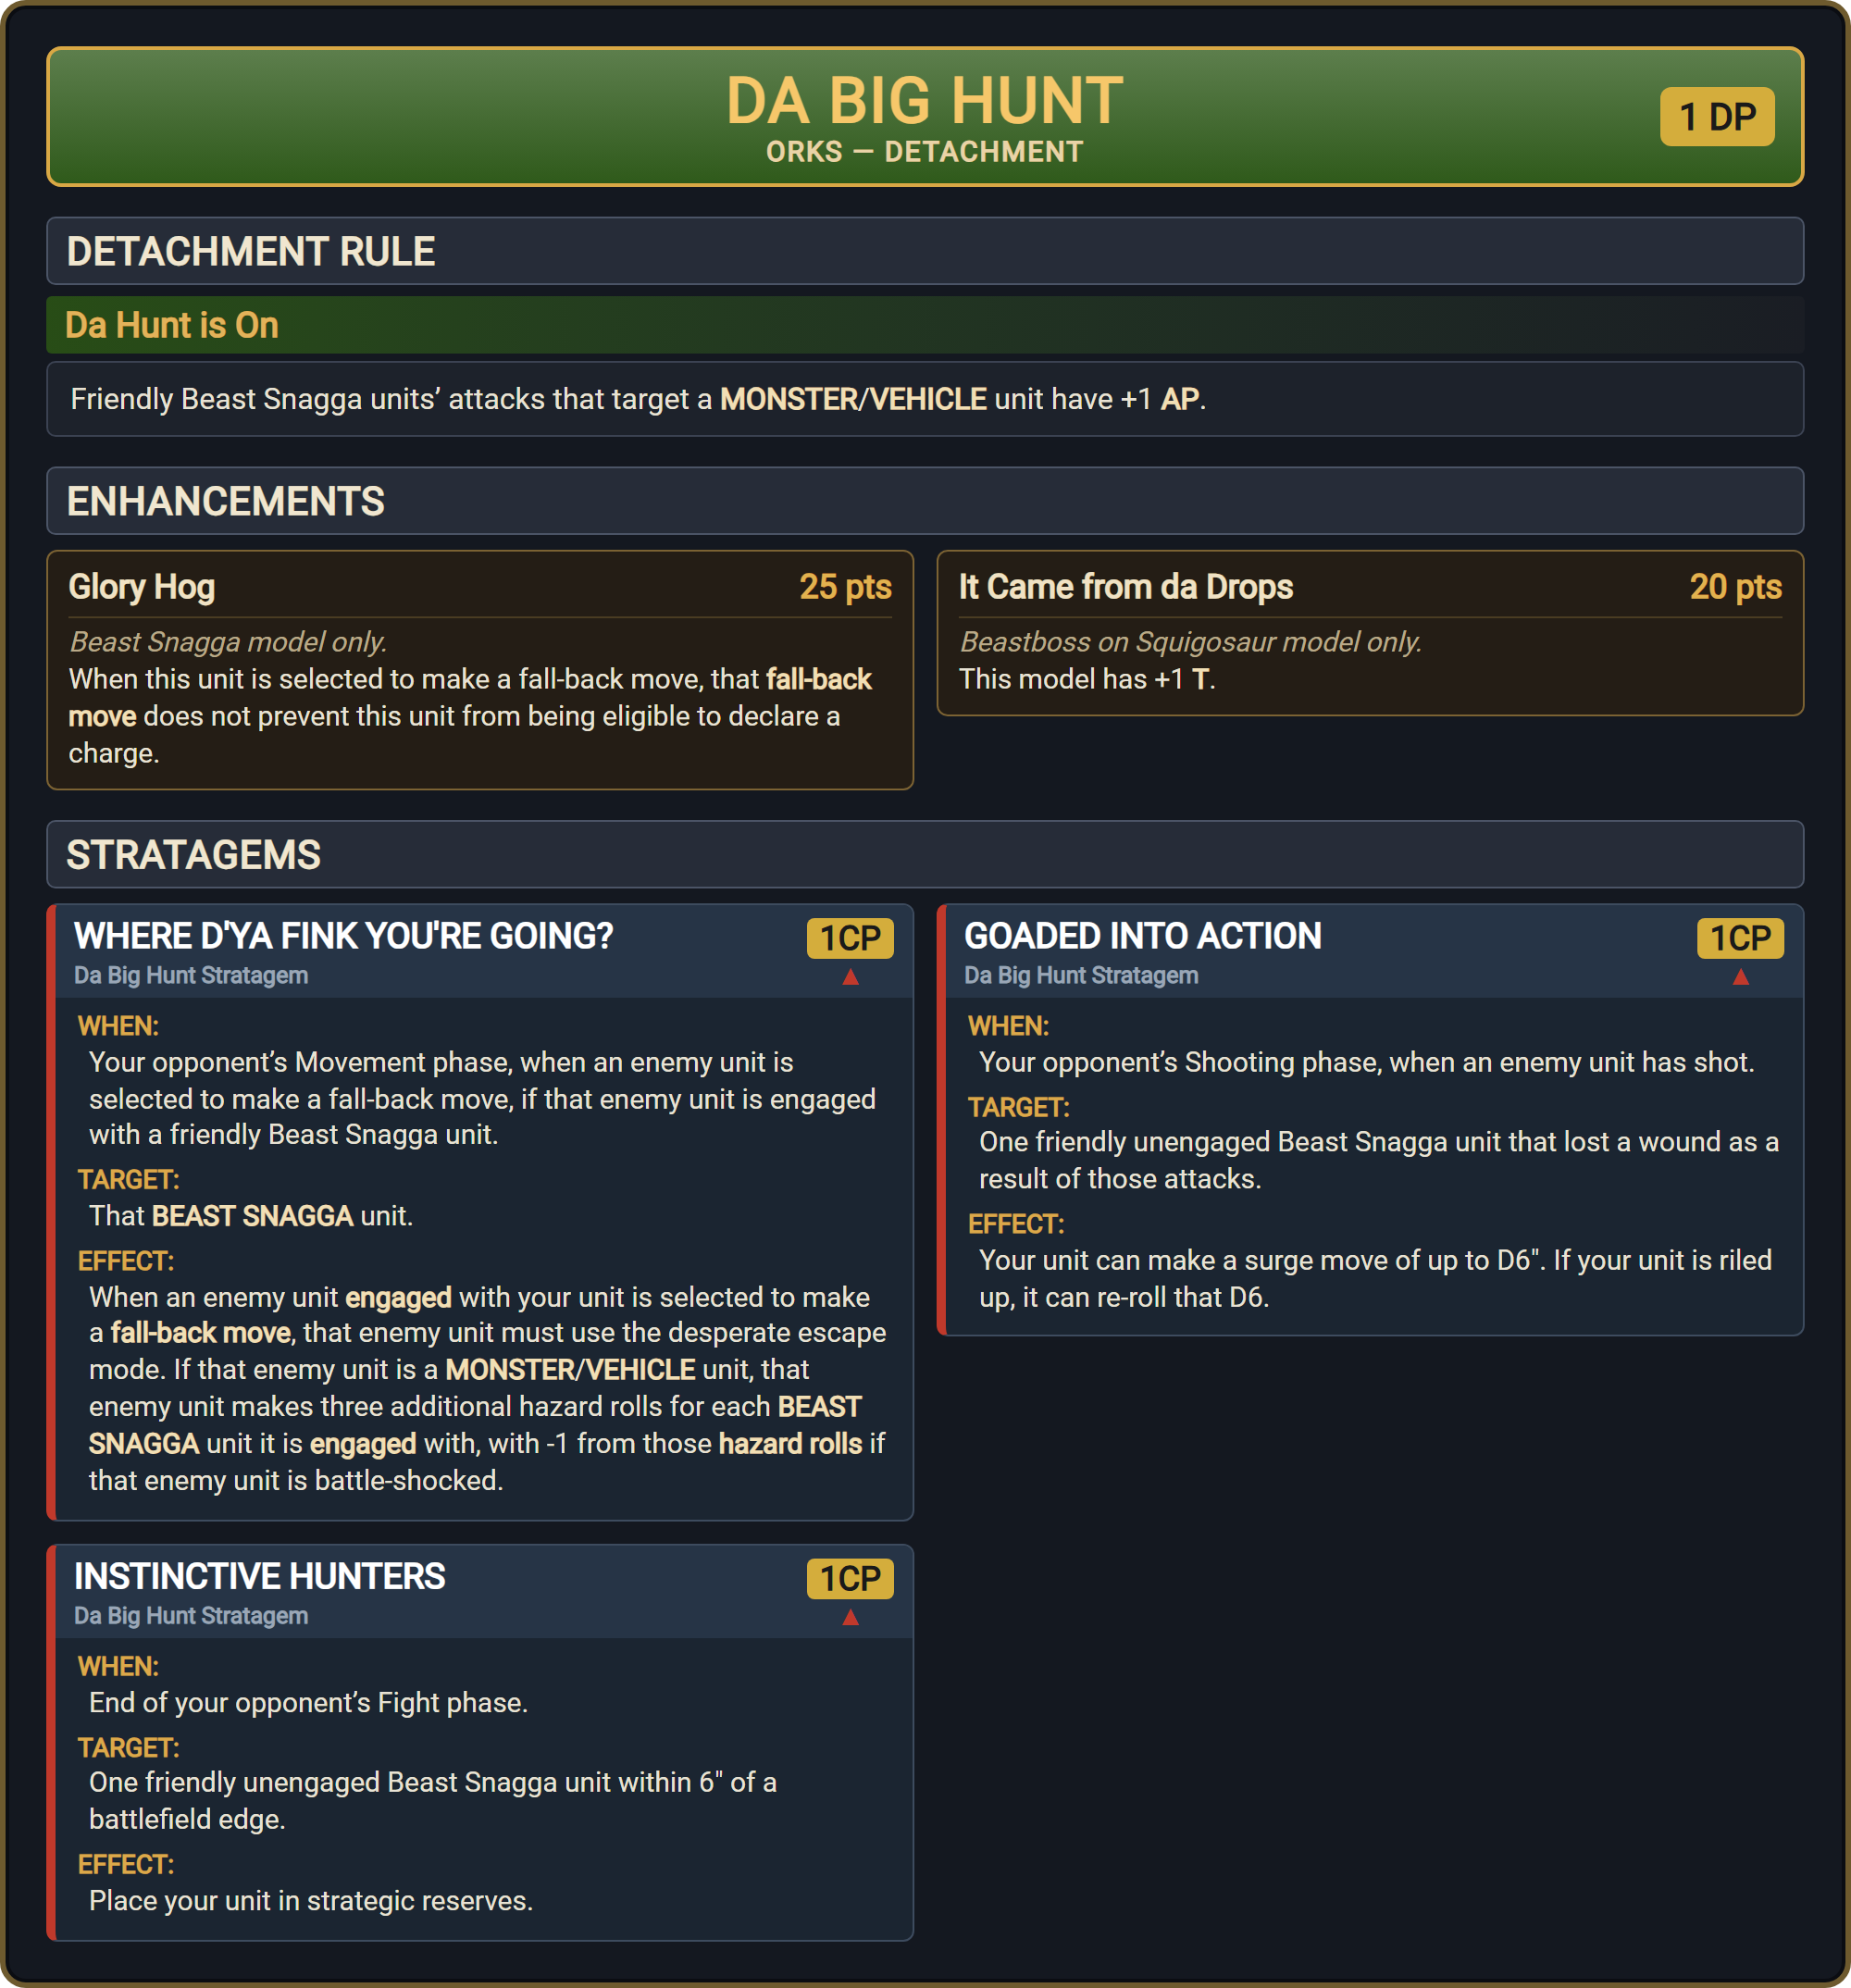 DA BIG HUNT
ORKS — DETACHMENT
1 DP
DETACHMENT RULE
Da Hunt is On
Friendly Beast Snagga units’ attacks that target a MONSTER/VEHICLE unit have +1 AP.
ENHANCEMENTS
Glory Hog 25 pts
Beast Snagga model only.
When this unit is selected to make a fall-back move, that fall-back
move does not prevent this unit from being eligible to declare a
charge.
It Came from da Drops 20 pts
Beastboss on Squigosaur model only.
This model has +1 T.
STRATAGEMS
WHERE D'YA FINK YOU'RE GOING? 1CP
Da Big Hunt Stratagem ▲
WHEN:
Your opponent’s Movement phase, when an enemy unit is
selected to make a fall-back move, if that enemy unit is engaged
with a friendly Beast Snagga unit.
TARGET:
That BEAST SNAGGA unit.
EFFECT:
When an enemy unit engaged with your unit is selected to make
a fall-back move, that enemy unit must use the desperate escape
mode. If that enemy unit is a MONSTER/VEHICLE unit, that
enemy unit makes three additional hazard rolls for each BEAST
SNAGGA unit it is engaged with, with -1 from those hazard rolls if
that enemy unit is battle-shocked.
GOADED INTO ACTION 1CP
Da Big Hunt Stratagem ▲
WHEN:
Your opponent’s Shooting phase, when an enemy unit has shot.
TARGET:
One friendly unengaged Beast Snagga unit that lost a wound as a
result of those attacks.
EFFECT:
Your unit can make a surge move of up to D6". If your unit is riled
up, it can re-roll that D6.
INSTINCTIVE HUNTERS 1CP
Da Big Hunt Stratagem ▲
WHEN:
End of your opponent’s Fight phase.
TARGET:
One friendly unengaged Beast Snagga unit within 6" of a
battlefield edge.
EFFECT:
Place your unit in strategic reserves.